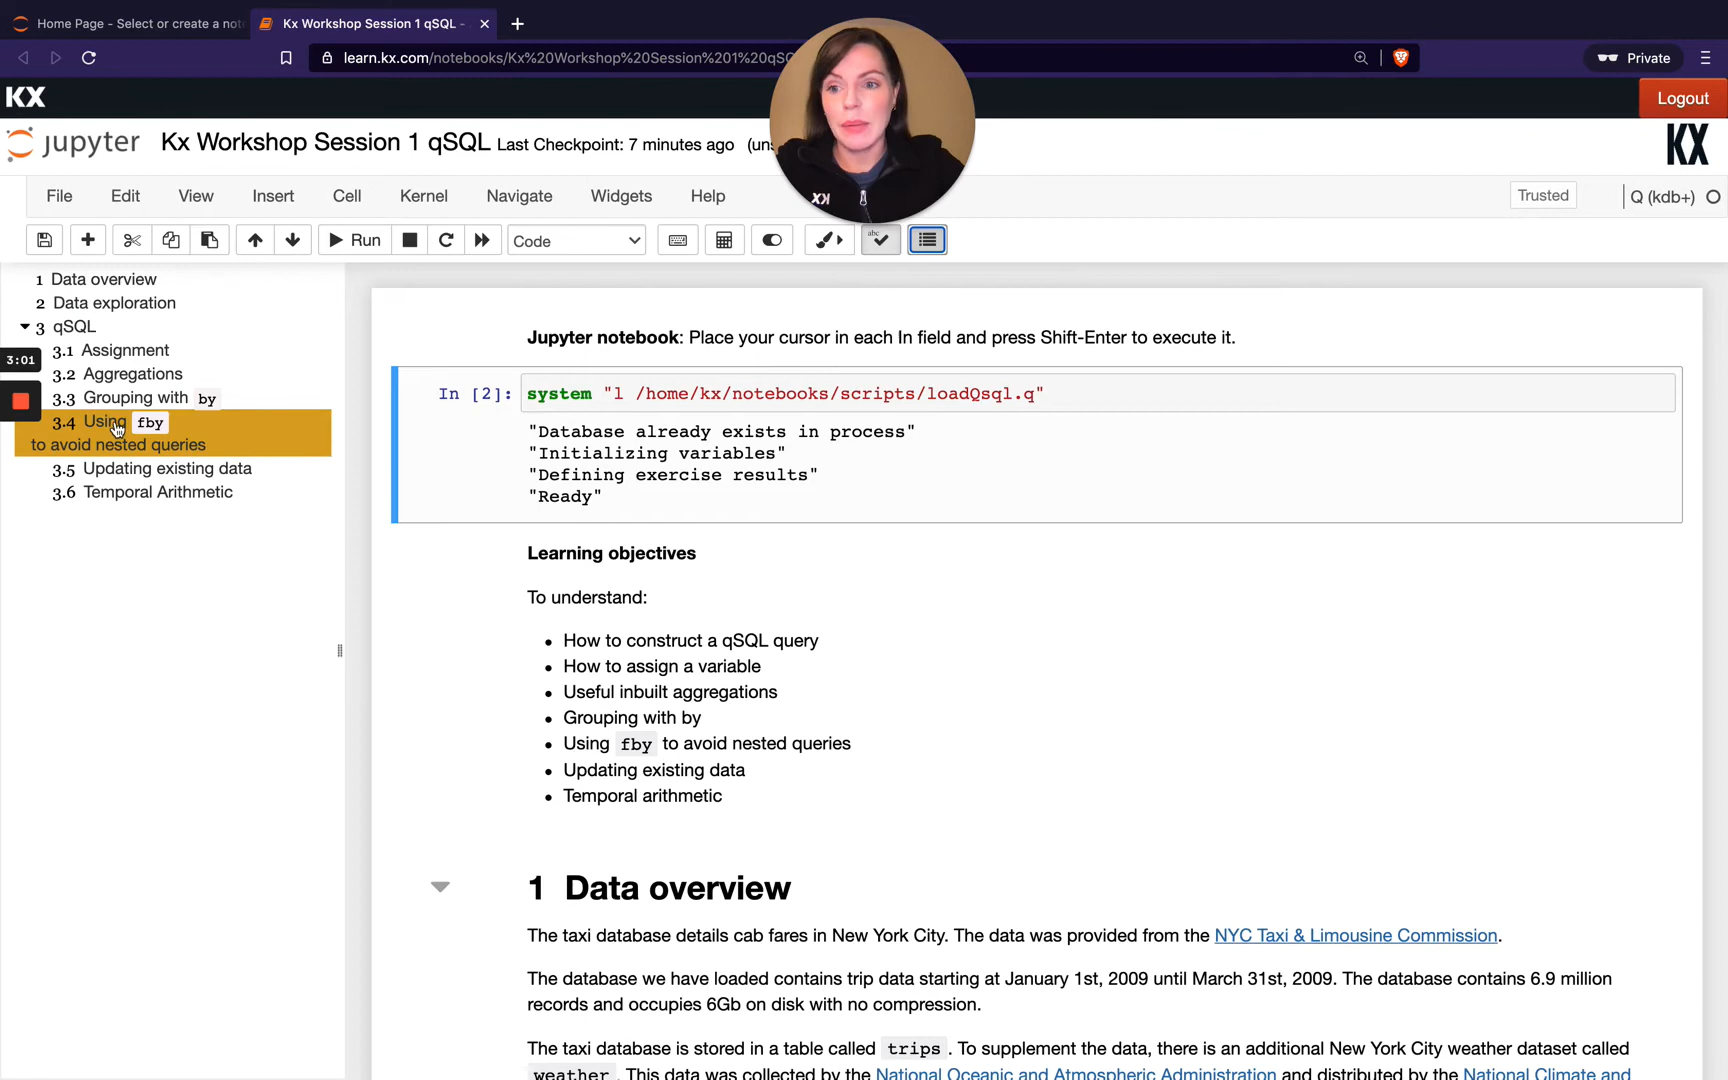 Home Page - Select or create a not
Kx Workshop Session 1 qSQL -
learn.kx.com/notebooks/Kx%20Workshop%20Session%201%20qSQ
Private
KX
Logout
jupyter
Kx Workshop Session 1 qSQL Last Checkpoint: 7 minutes ago (uns
KX
KX
File Edit View Insert Cell Kernel Navigate Widgets Help
Trusted
Q (kdb+)
Run
Code
abc
1 Data overview
2 Data exploration
3 qSQL
3.1 Assignment
3.2 Aggregations
3.3 Grouping with by
3.4 Using fby
to avoid nested queries
3.5 Updating existing data
3.6 Temporal Arithmetic
3:01
Jupyter notebook: Place your cursor in each In field and press Shift-Enter to execute it.
In [2]: system "l /home/kx/notebooks/scripts/loadQsql.q"
"Database already exists in process"
"Initializing variables"
"Defining exercise results"
"Ready"
Learning objectives
To understand:
• How to construct a qSQL query
• How to assign a variable
• Useful inbuilt aggregations
• Grouping with by
• Using fby to avoid nested queries
• Updating existing data
• Temporal arithmetic
1 Data overview
The taxi database details cab fares in New York City. The data was provided from the NYC Taxi & Limousine Commission.
The database we have loaded contains trip data starting at January 1st, 2009 until March 31st, 2009. The database contains 6.9 million
records and occupies 6Gb on disk with no compression.
The taxi database is stored in a table called trips. To supplement the data, there is an additional New York City weather dataset called
weather. This data was collected by the National Oceanic and Atmospheric Administration and distributed by the National Climate and